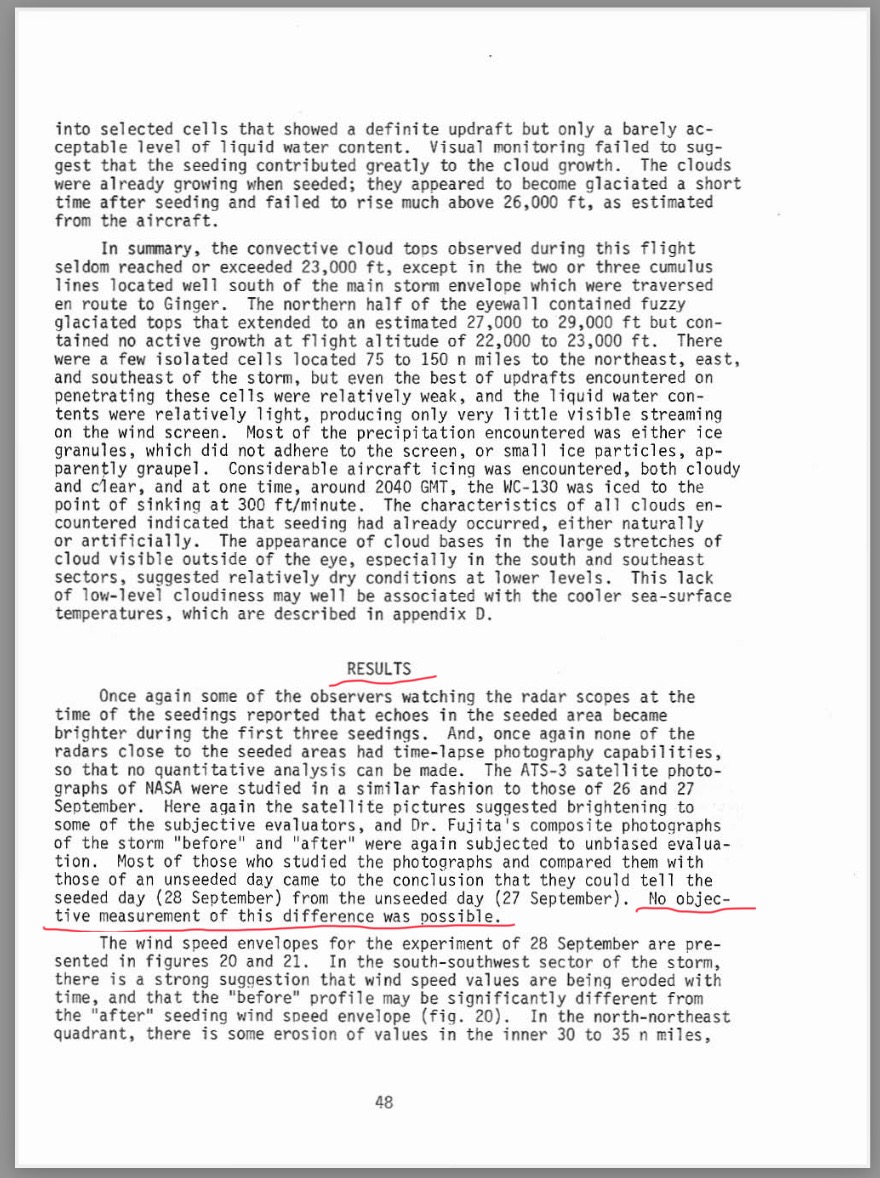 into selected cells that showed a definite updraft but only a barely ac-
ceptable level of liquid water content.  Visual monitoring failed to sug-
gest that the seeding contributed greatly to the cloud growth.  The clouds
were already growing when seeded; they appeared to become glaciated a short
time after seeding and failed to rise much above 26,000 ft, as estimated
from the aircraft.
In summary, the convective cloud tops observed during this flight
seldom reached or exceeded 23,000 ft, except in the two or three cumulus
lines located well south of the main storm envelope which were traversed
en route to Ginger.  The northern half of the eyewall contained fuzzy
glaciated tops that extended to an estimated 27,000 to 29,000 ft but con-
tained no active growth at flight altitude of 22,000 to 23,000 ft.  There
were a few isolated cells located 75 to 150 n miles to the northeast, east,
and southeast of the storm, but even the best of updrafts encountered on
penetrating these cells were relatively weak, and the liquid water con-
tents were relatively light, producing only very little visible streaming
on the wind screen.  Most of the precipitation encountered was either ice
granules, which did not adhere to the screen, or small ice particles, ap-
parently graupel.  Considerable aircraft icing was encountered, both cloudy
and clear, and at one time, around 2040 GMT, the WC-130 was iced to the
point of sinking at 300 ft/minute.  The characteristics of all clouds en-
countered indicated that seeding had already occurred, either naturally
or artificially.  The appearance of cloud bases in the large stretches of
cloud visible outside of the eye, especially in the south and southeast
sectors, suggested relatively dry conditions at lower levels.  This lack
of low-level cloudiness may well be associated with the cooler sea-surface
temperatures, which are described in appendix D.
RESULTS
Once again some of the observers watching the radar scopes at the
time of the seedings reported that echoes in the seeded area became
brighter during the first three seedings.  And, once again none of the
radars close to the seeded areas had time-lapse photography capabilities,
so that no quantitative analysis can be made.  The ATS-3 satellite photo-
graphs of NASA were studied in a similar fashion to those of 26 and 27
September.  Here again the satellite pictures suggested brightening to
some of the subjective evaluators, and Dr. Fujita's composite photographs
of the storm "before" and "after" were again subjected to unbiased evalua-
tion.  Most of those who studied the photographs and compared them with
those of an unseeded day came to the conclusion that they could tell the
seeded day (28 September) from the unseeded day (27 September).  No objec-
tive measurement of this difference was possible.
The wind speed envelopes for the experiment of 28 September are pre-
sented in figures 20 and 21.  In the south-southwest sector of the storm,
there is a strong suggestion that wind speed values are being eroded with
time, and that the "before" profile may be significantly different from
the "after" seeding wind speed envelope (fig. 20).  In the north-northeast
quadrant, there is some erosion of values in the inner 30 to 35 n miles,
48